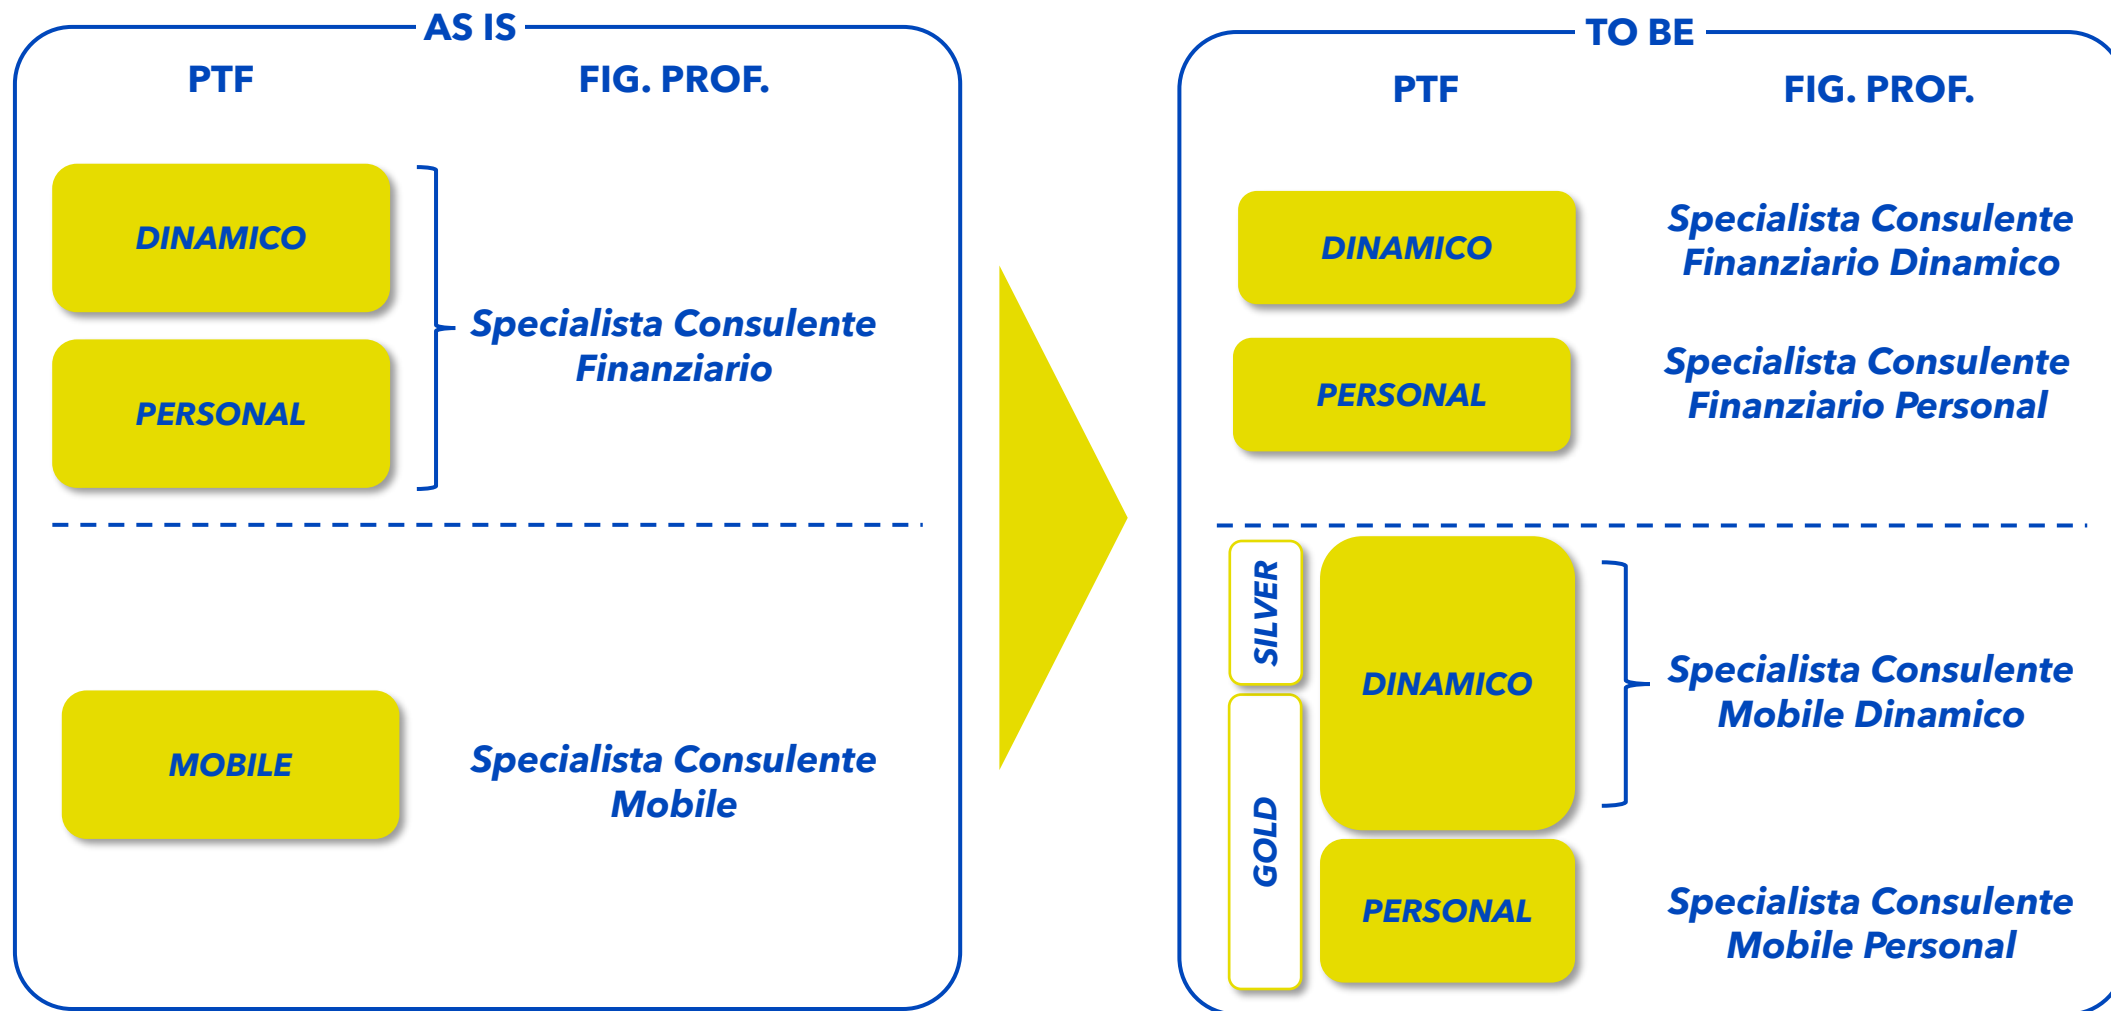 AS IS
PTF
FIG. PROF.
DINAMICO
PERSONAL
Specialista Consulente
Finanziario
MOBILE
Specialista Consulente
Mobile
TO BE
PTF
FIG. PROF.
DINAMICO
Specialista Consulente
Finanziario Dinamico
PERSONAL
Specialista Consulente
Finanziario Personal
SILVER
GOLD
DINAMICO
Specialista Consulente
Mobile Dinamico
PERSONAL
Specialista Consulente
Mobile Personal